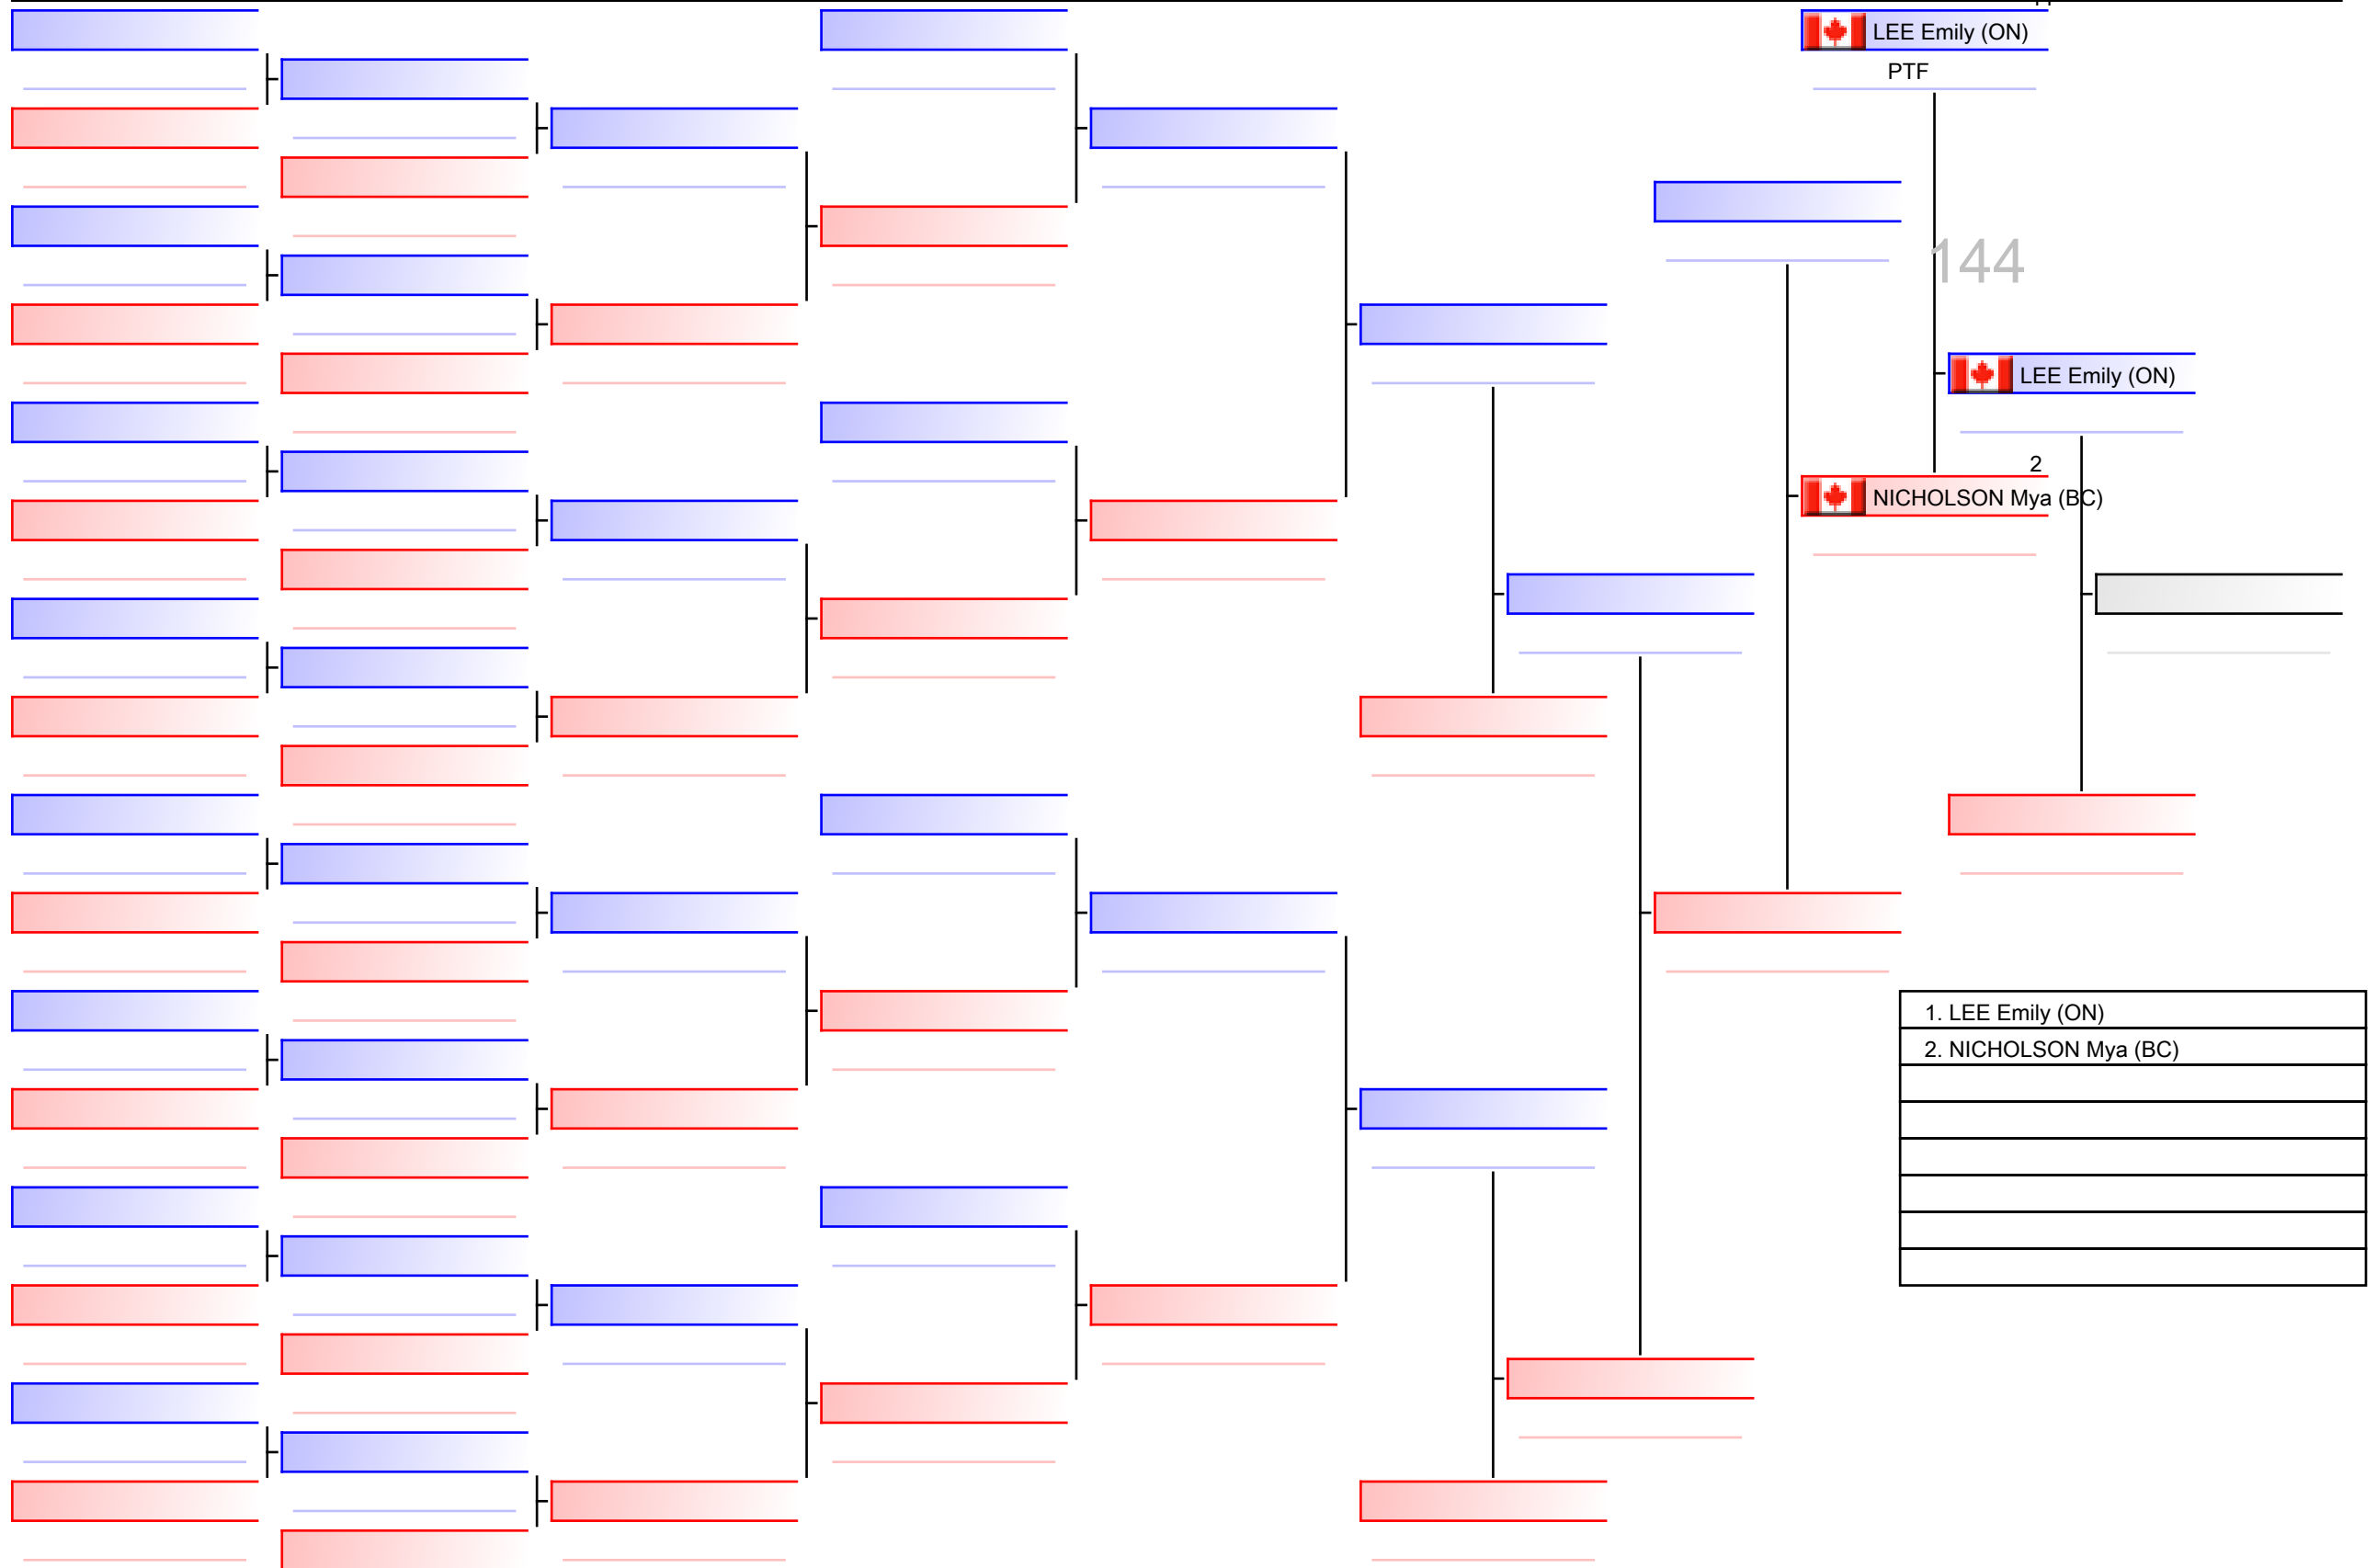 LEE Emily (ON)
PTF
144
LEE Emily (ON)
2
NICHOLSON Mya (BC)
1. LEE Emily (ON)
2. NICHOLSON Mya (BC)